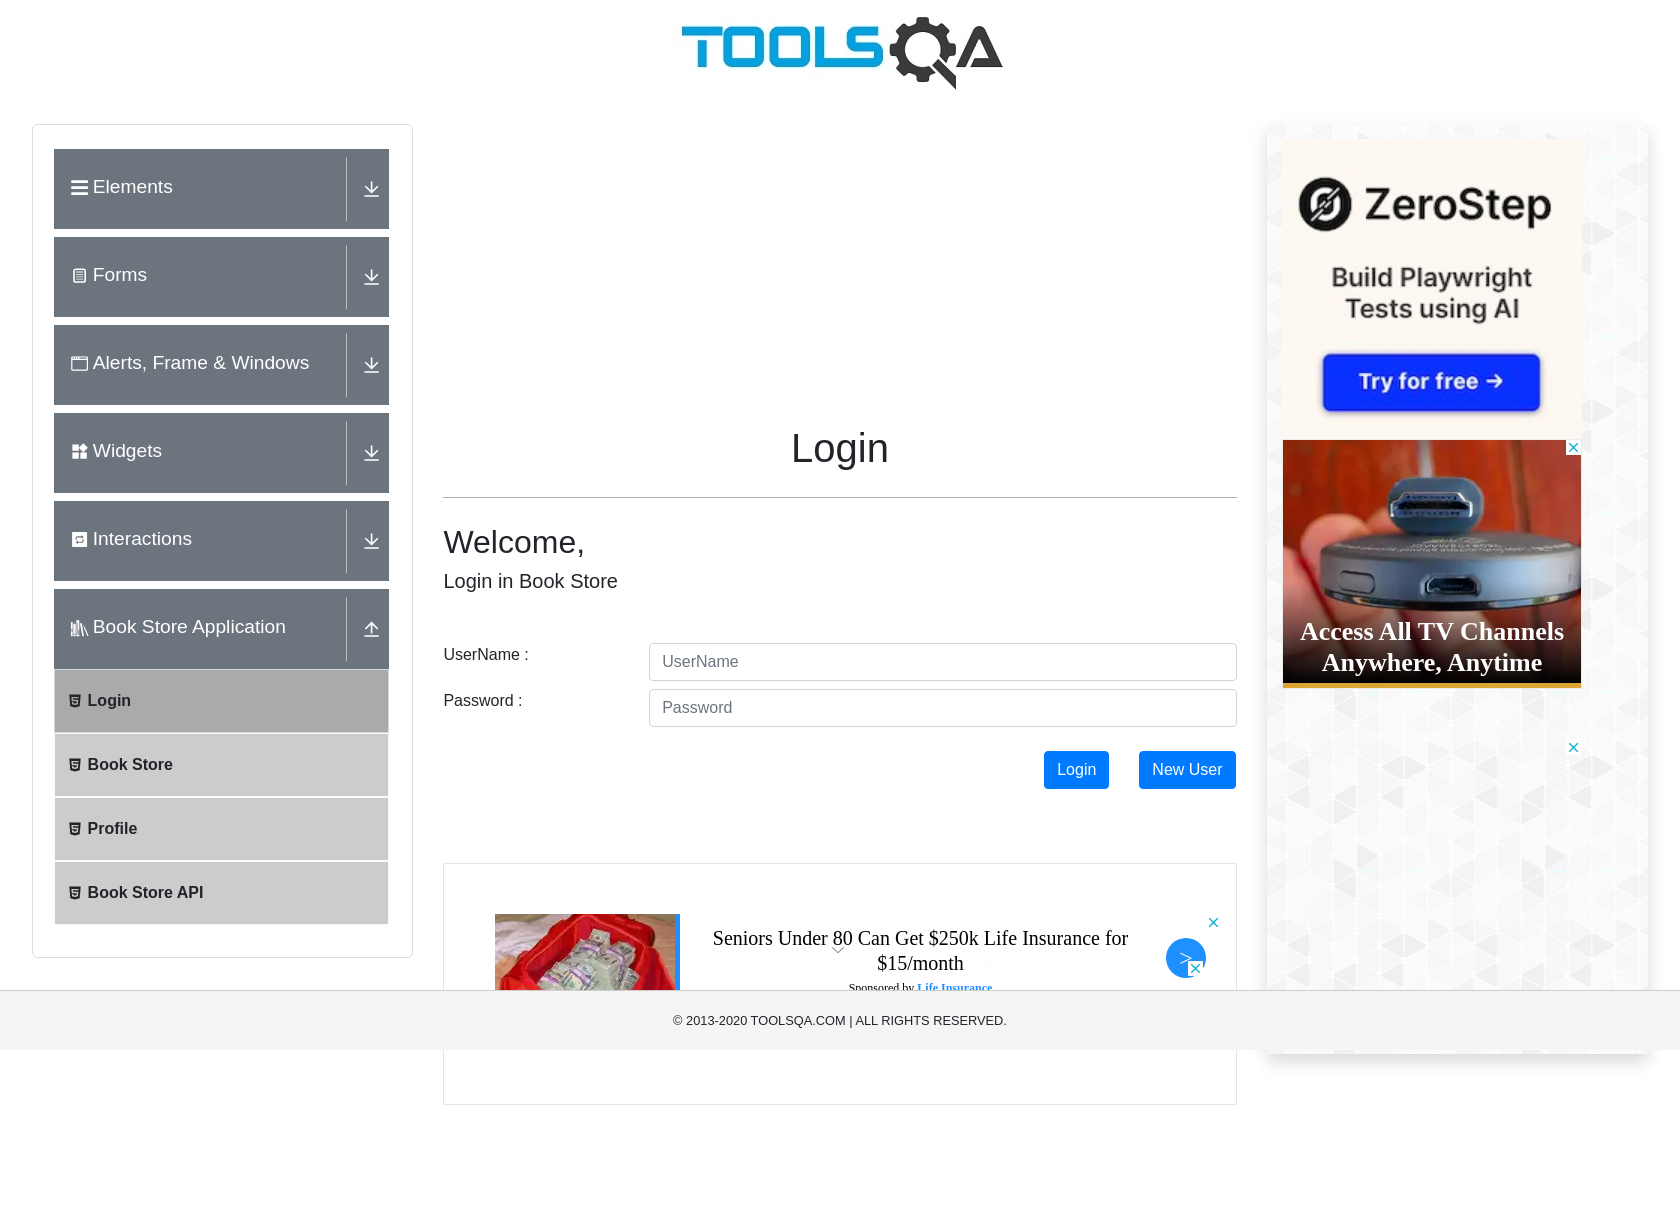 TOOLSQA
Elements
Forms
Alerts, Frame & Windows
Widgets
Interactions
Book Store Application
Login
Book Store
Profile
Book Store API
Login
Welcome,
Login in Book Store
UserName :
UserName
Password :
Password
Login
New User
Seniors Under 80 Can Get $250k Life Insurance for
$15/month
Sponsored by Life Insurance
>
ZeroStep
Build Playwright
Tests using AI
Try for free →
Access All TV Channels
Anywhere, Anytime
© 2013-2020 TOOLSQA.COM | ALL RIGHTS RESERVED.